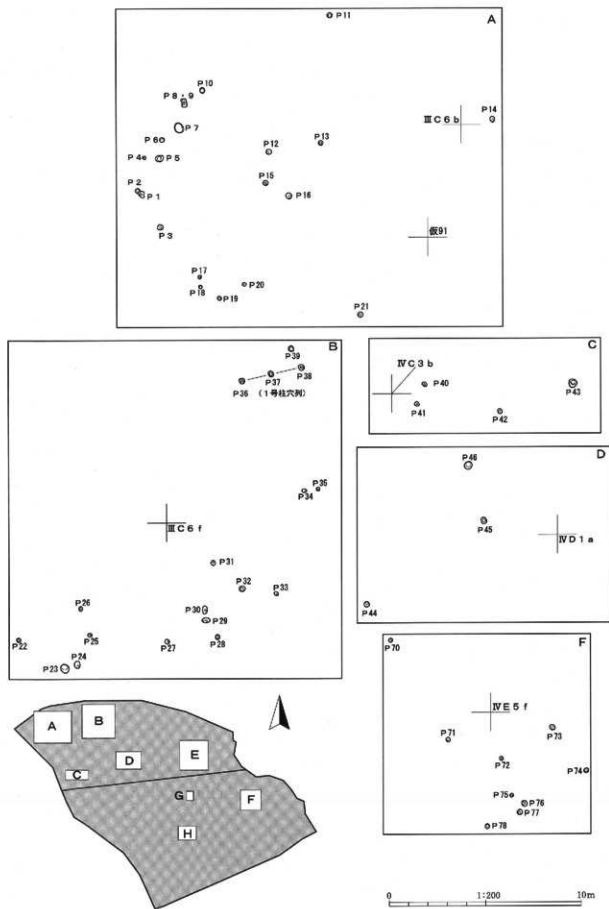 A
P11
P10
P8・9
P7
P14
ⅢC6b
P6
P13
P12
P4
P5
P15
P2
P1
P16
P3
仮91
P17
P18
P20
P19
P21
B
P39
P38
P37
P36
(1号柱穴列)
P35
P34
ⅢC6f
P31
P32
P33
P30
P29
P26
P22
P25
P27
P28
P24
P23
C
ⅣC3b
P40
P43
P41
P42
D
P46
P45
ⅣD1a
P44
F
P70
ⅣE5f
P71
P73
P72
P74
P75
P76
P77
P78
A
B
C
D
E
G
F
H
0
1:200
10m